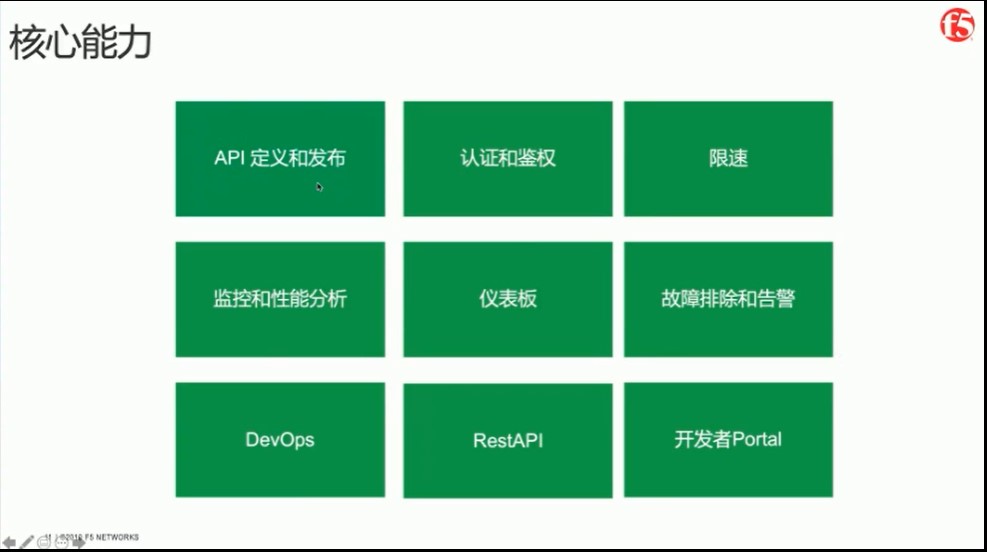 核心能力
f5
API 定义和发布
认证和鉴权
限速
监控和性能分析
仪表板
故障排除和告警
DevOps
RestAPI
开发者Portal
F5 NETWORKS